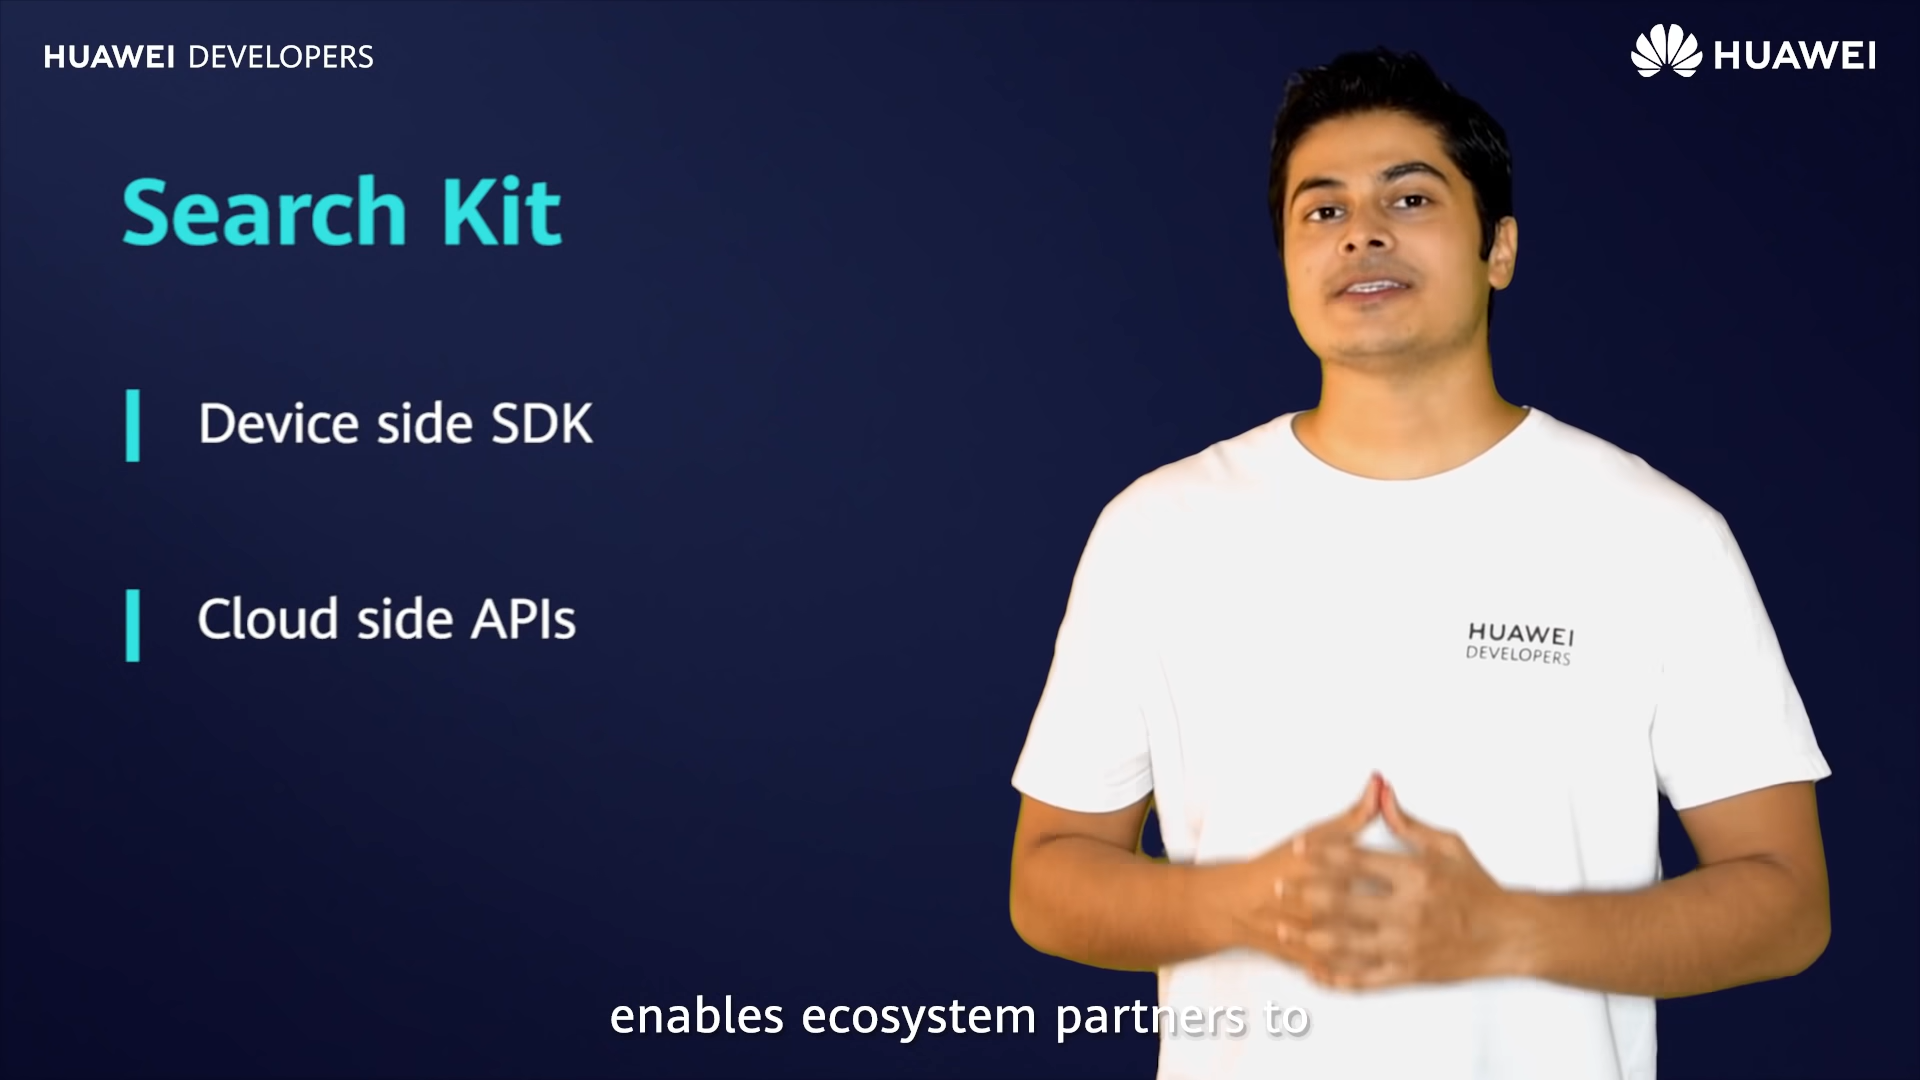 HUAWEI DEVELOPERS
HUAWEI
Search Kit
Device side SDK
Cloud side APIs
HUAWEI
DEVELOPERS
enables ecosystem partners to